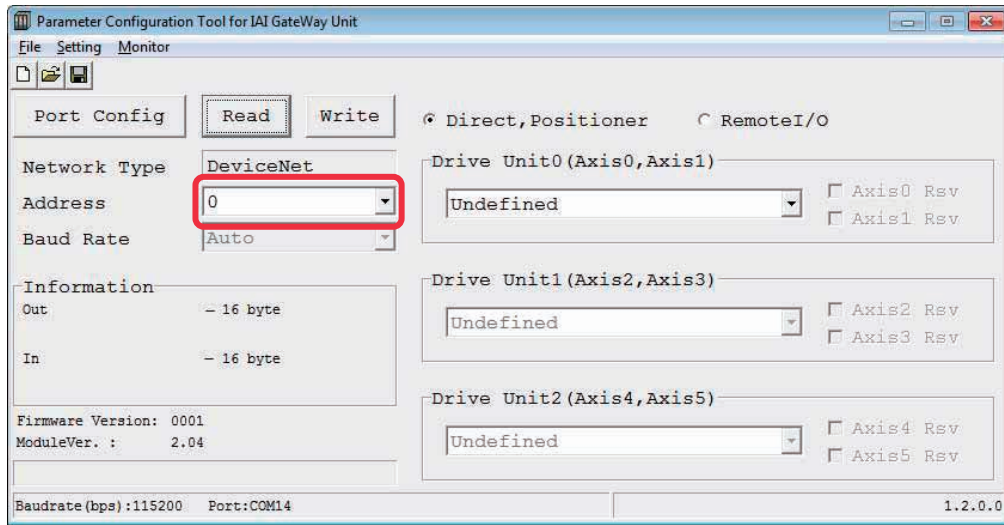 Parameter Configuration Tool for IAI GateWay Unit
File Setting Monitor
Port Config Read Write
Direct,Positioner RemoteI/O
Network Type DeviceNet
Address 0
Baud Rate Auto
Information
Out - 16 byte
In - 16 byte
Firmware Version: 0001
ModuleVer. : 2.04
Drive Unit0(Axis0,Axis1)
Undefined
Axis0 Rsv
Axis1 Rsv
Drive Unit1(Axis2,Axis3)
Undefined
Axis2 Rsv
Axis3 Rsv
Drive Unit2(Axis4,Axis5)
Undefined
Axis4 Rsv
Axis5 Rsv
Baudrate(bps):115200 Port:COM14 1.2.0.0